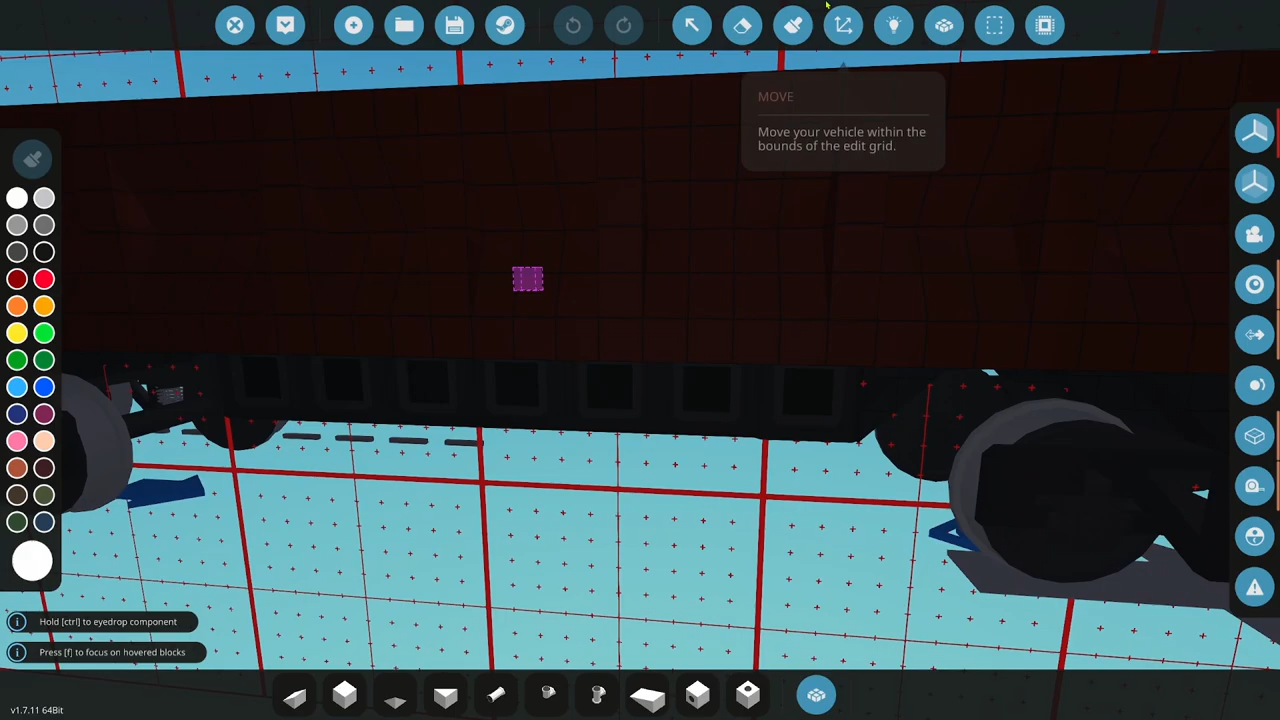 MOVE
Move your vehicle within the
bounds of the edit grid.
Hold [ctrl] to eyedrop component
Press [f] to focus on hovered blocks
v1.7.11 64Bit